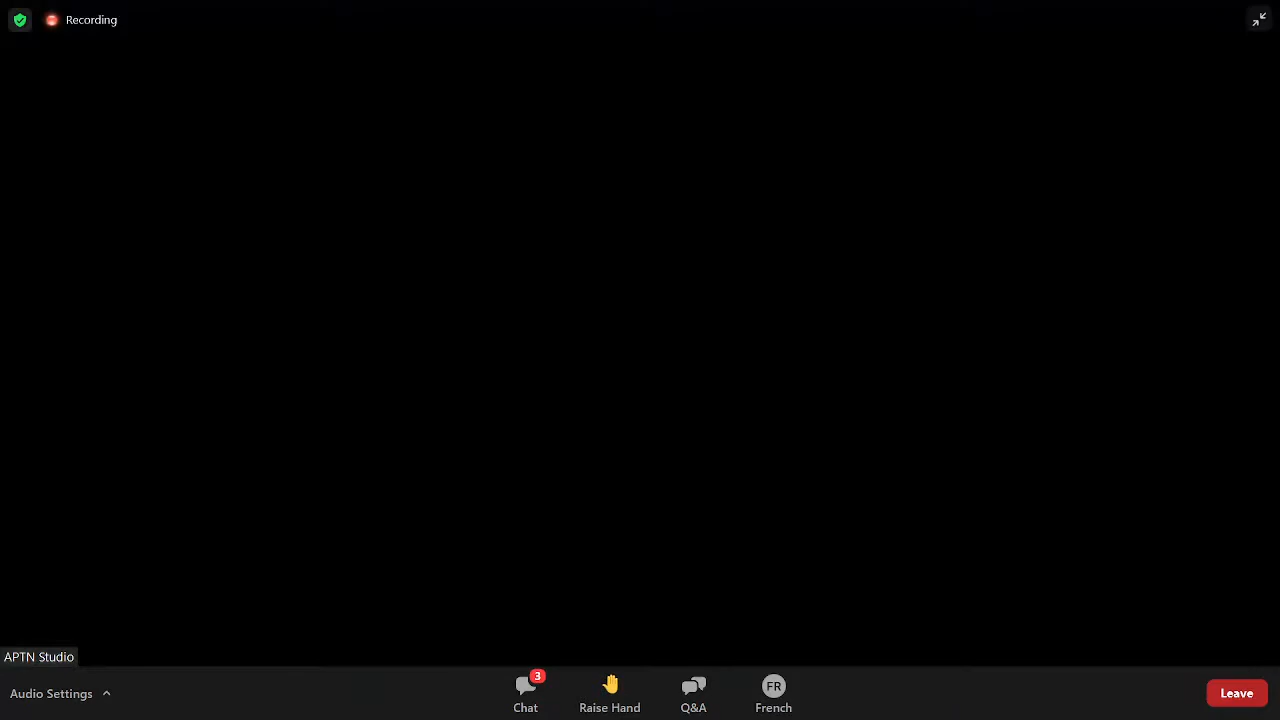 Recording
APTN Studio
Audio Settings
3
Chat
Raise Hand
Q&A
FR
French
Leave